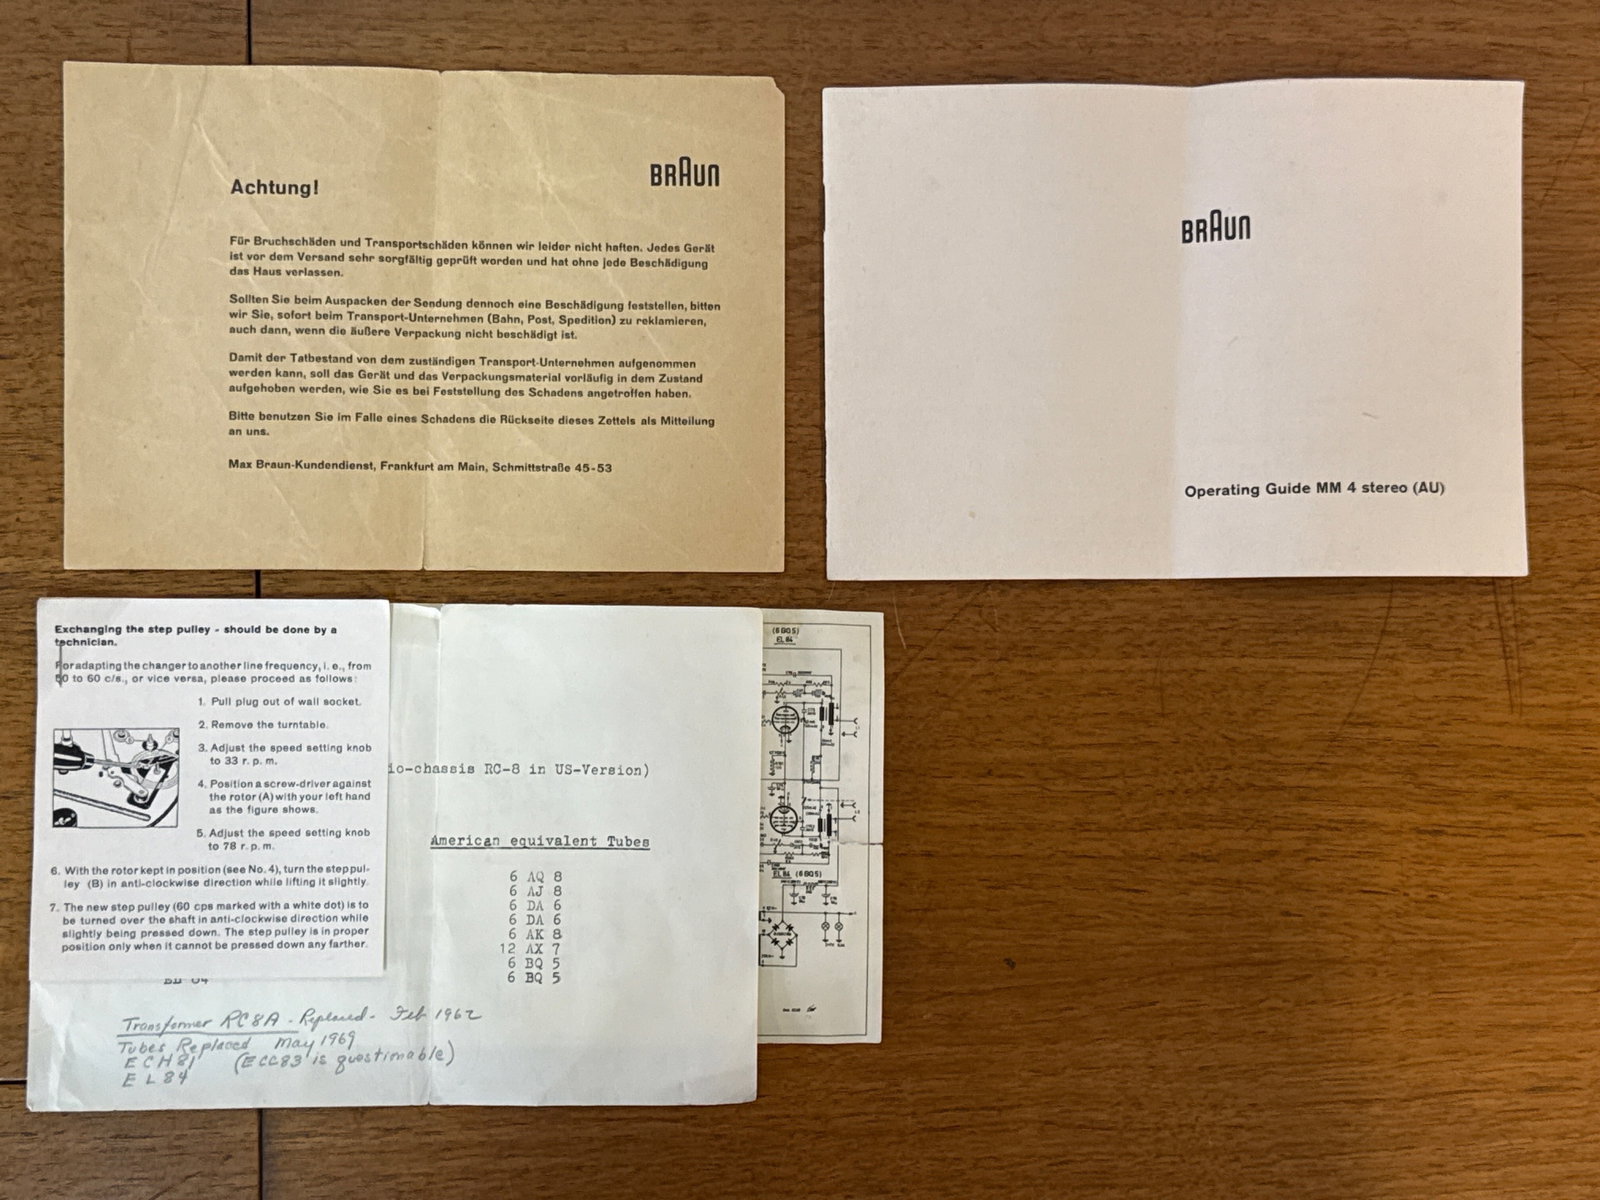 Achtung!
BRAUN
Für Bruchschäden und Transportschäden können wir leider nicht haften. Jedes Gerät
ist vor dem Versand sehr sorgfältig geprüft worden und hat ohne jede Beschädigung
das Haus verlassen.
Sollten Sie beim Auspacken der Sendung dennoch eine Beschädigung feststellen, bitten
wir Sie, sofort beim Transport-Unternehmen (Bahn, Post, Spedition) zu reklamieren,
auch dann, wenn die äußere Verpackung nicht beschädigt ist.
Damit der Tatbestand von dem zuständigen Transport-Unternehmen aufgenommen
werden kann, soll das Gerät und das Verpackungsmaterial vorläufig in dem Zustand
aufgehoben werden, wie Sie es bei Feststellung des Schadens angetroffen haben.
Bitte benutzen Sie im Falle eines Schadens die Rückseite dieses Zettels als Mitteilung
an uns.
Max Braun-Kundendienst, Frankfurt am Main, Schmittstraße 45-53
BRAUN
Operating Guide MM 4 stereo (AU)
Exchanging the step pulley - should be done by a
technician.
For adapting the changer to another line frequency, i. e., from
50 to 60 c/s., or vice versa, please proceed as follows:
1. Pull plug out of wall socket.
2. Remove the turntable.
3. Adjust the speed setting knob
to 33 r. p. m.
4. Position a screw-driver against
the rotor (A) with your left hand
as the figure shows.
5. Adjust the speed setting knob
to 78 r. p. m.
6. With the rotor kept in position (see No. 4), turn the step pul-
ley (B) in anti-clockwise direction while lifting it slightly.
7. The new step pulley (60 cps marked with a white dot) is to
be turned over the shaft in anti-clockwise direction while
slightly being pressed down. The step pulley is in proper
position only when it cannot be pressed down any farther.
io-chassis RC-8 in US-Version)
American equivalent Tubes
6 AQ 8
6 AJ 8
6 DA 6
6 DA 6
6 AK 8
12 AX 7
6 BQ 5
6 BQ 5
Transformer RC8A - Replaced - Feb 1962
Tubes Replaced May 1969
ECH81 (ECC83 is questimable)
EL84
(6BQ5)
EL 84
EL 84 (6BQ5)